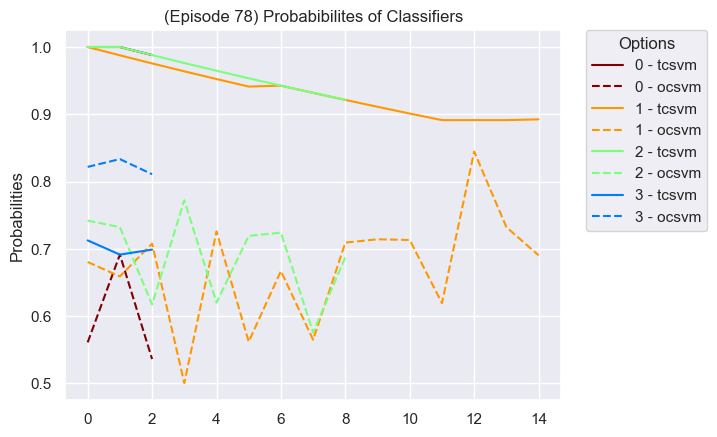 (Episode 78) Probabibilites of Classifiers
Probabilities
1.0
0.9
0.8
0.7
0.6
0.5
0
2
4
6
8
10
12
14
Options
0 - tcsvm
0 - ocsvm
1 - tcsvm
1 - ocsvm
2 - tcsvm
2 - ocsvm
3 - tcsvm
3 - ocsvm